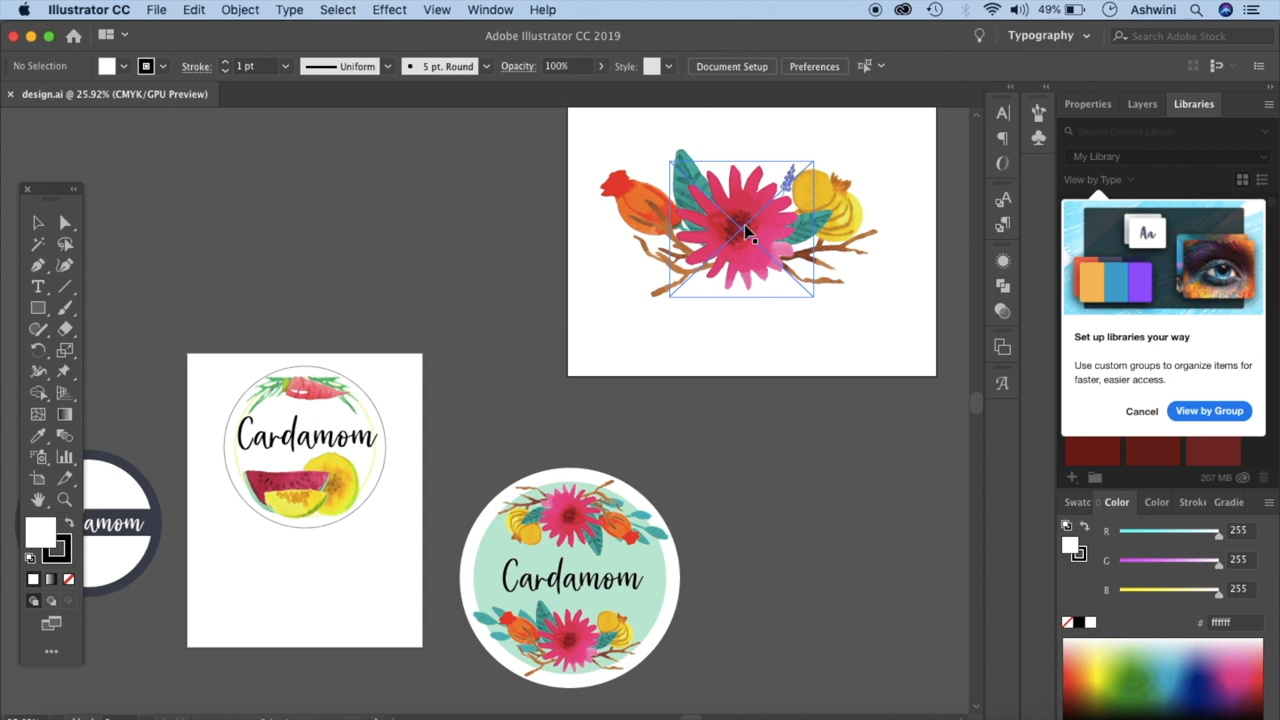 Illustrator CC File Edit Object Type Select Effect View Window Help 49% Ashwini
Adobe Illustrator CC 2019 Typography Search Adobe Stock
No Selection Stroke: 1 pt Uniform 5 pt. Round Opacity: 100% Style: Document Setup Preferences
design.ai @ 25.92% (CMYK/GPU Preview)
Properties Layers Libraries
Search Current Library
My Library
View by Type
Aa
Set up libraries your way
Use custom groups to organize items for
faster, easier access.
Cancel View by Group
207 MB
Swatc Color Color Stroke Gradie
R 255
G 255
B 255
# ffffff
Cardamom
damom
Cardamom